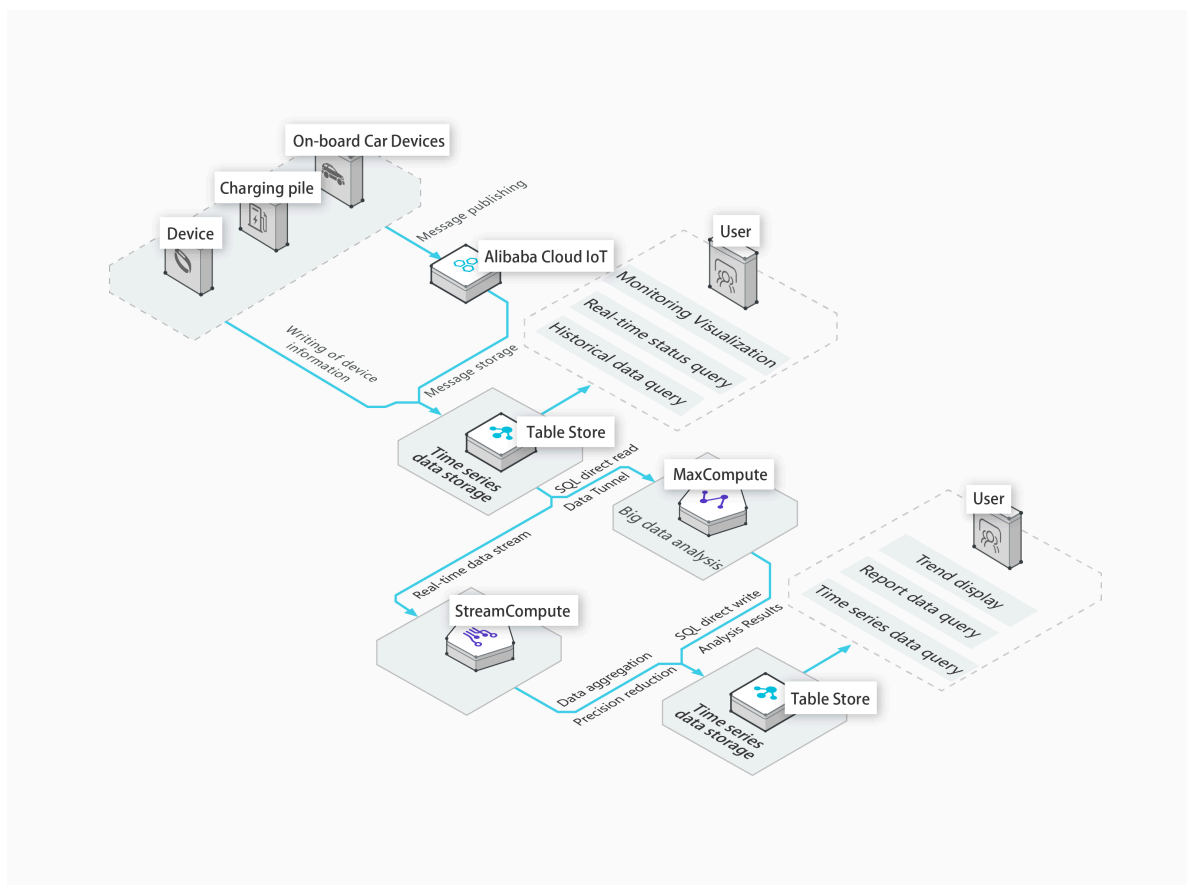 On-board Car Devices
Charging pile
Device
Message publishing
Alibaba Cloud IoT
User
Monitoring Visualization
Real-time status query
Historical data query
Writing of device
information
Message storage
Table Store
Time series
data storage
SQL direct read
Data Tunnel
MaxCompute
Big data analysis
Real-time data stream
StreamCompute
User
Trend display
Report data query
Time series data query
SQL direct write
Analysis Results
Data aggregation
Precision reduction
Table Store
Time series
data storage